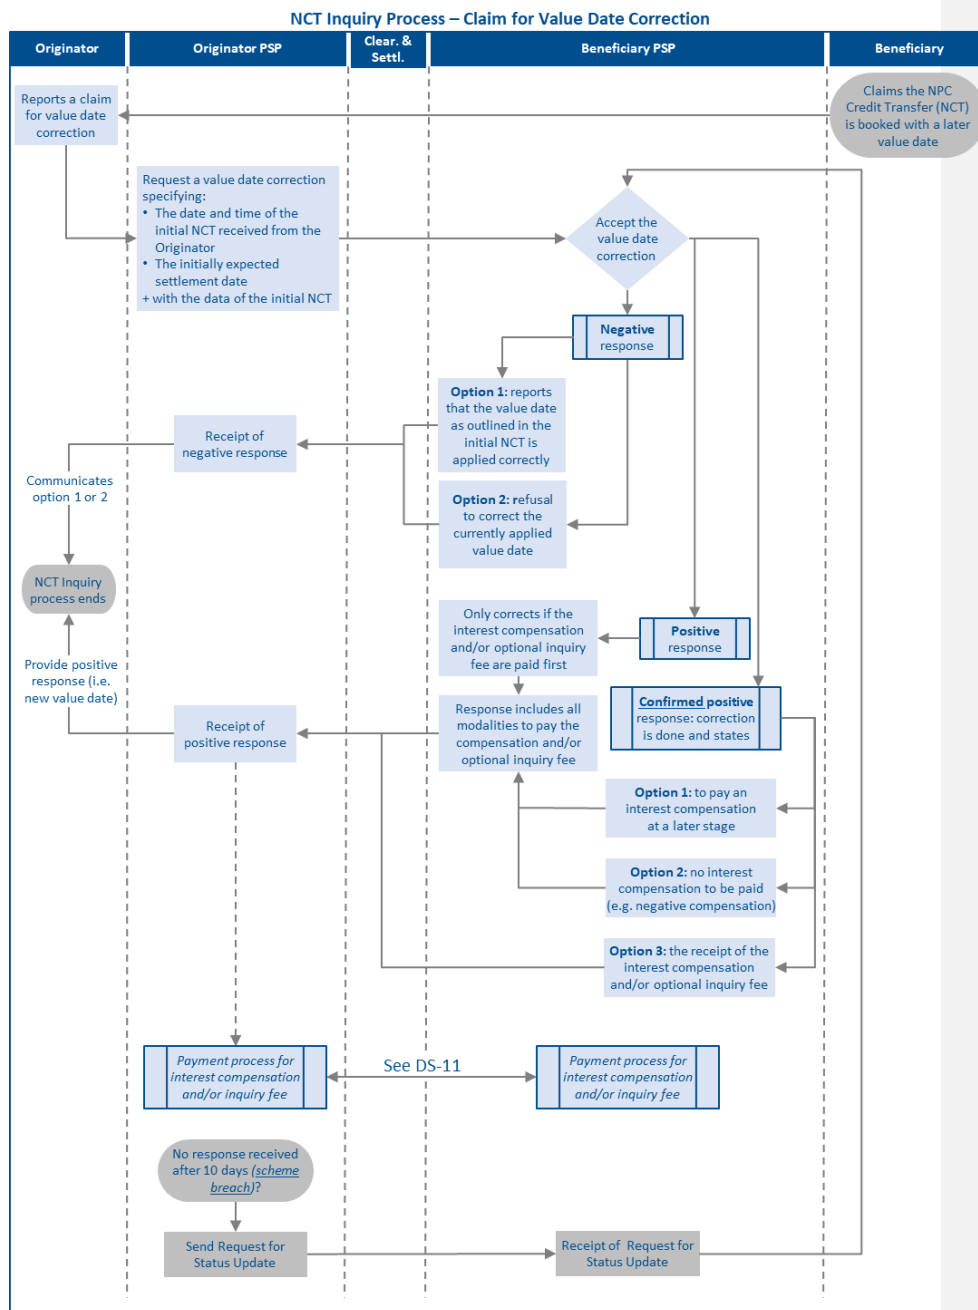 NCT Inquiry Process – Claim for Value Date Correction
Originator
Originator PSP
Clear. &
Settl.
Beneficiary PSP
Beneficiary
Reports a claim
for value date
correction
Claims the NPC
Credit Transfer (NCT)
is booked with a later
value date
Request a value date correction
specifying:
• The date and time of the
initial NCT received from the
Originator
• The initially expected
settlement date
+ with the data of the initial NCT
Accept the
value date
correction
Negative
response
Option 1: reports
that the value date
as outlined in the
initial NCT is
applied correctly
Receipt of
negative response
Communicates
option 1 or 2
Option 2: refusal
to correct the
currently applied
value date
NCT Inquiry
process ends
Only corrects if the
interest compensation
and/or optional inquiry
fee are paid first
Positive
response
Provide positive
response (i.e.
new value date)
Receipt of
positive response
Response includes all
modalities to pay the
compensation and/or
optional inquiry fee
Confirmed positive
response: correction
is done and states
Option 1: to pay an
interest compensation
at a later stage
Option 2: no interest
compensation to be paid
(e.g. negative compensation)
Option 3: the receipt of the
interest compensation
and/or optional inquiry fee
Payment process for
interest compensation
and/or inquiry fee
See DS-11
Payment process for
interest compensation
and/or inquiry fee
No response received
after 10 days (scheme
breach)?
Send Request for
Status Update
Receipt of Request for
Status Update